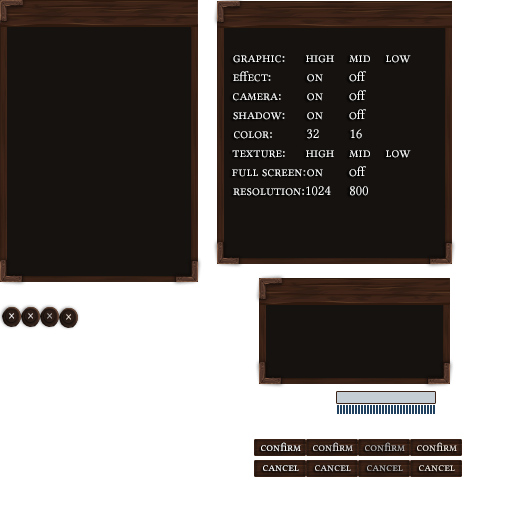 GRAPHIC: HIGH MID LOW
EffECT: ON Off
CAMERA: ON Off
SHADOW: ON Off
COLOR: 32 16
TEXTURE: HIGH MID LOW
FULL SCREEN: ON Off
RESOLUTION: 1024 800
CONfIRM CONfIRM CONfIRM CONfIRM
CANCEL CANCEL CANCEL CANCEL